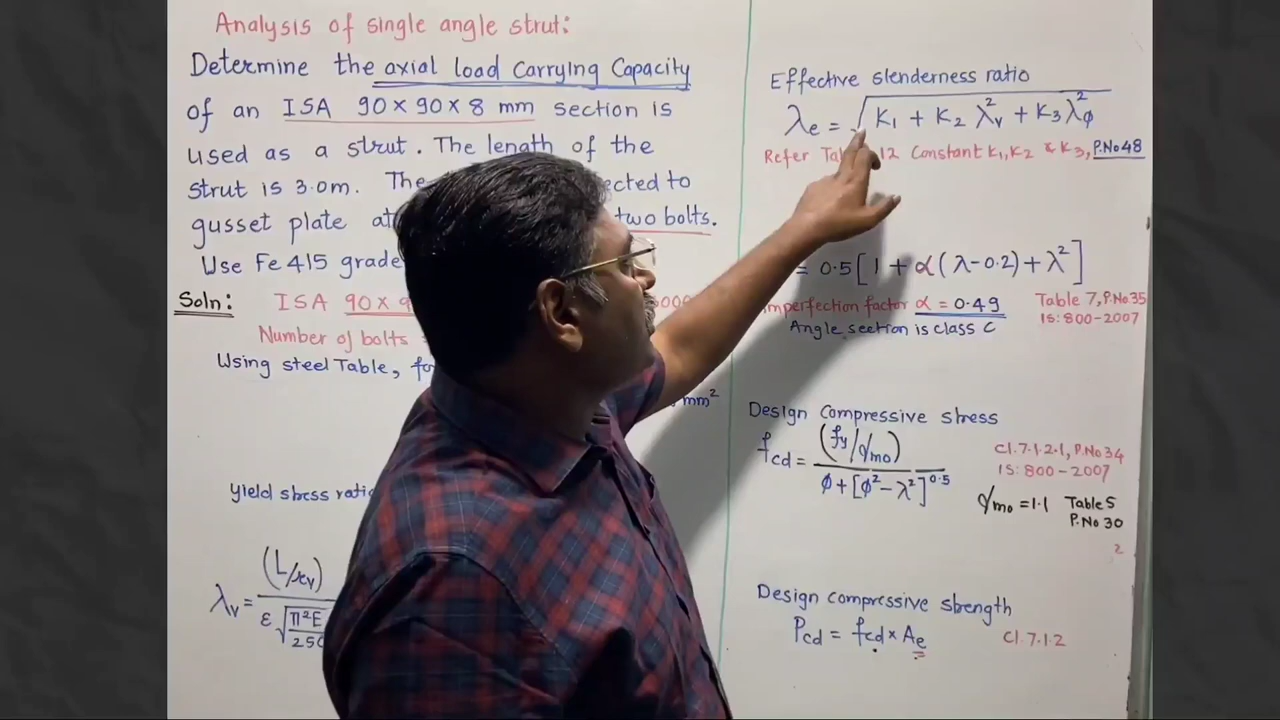 Analysis of single angle strut:
Determine the axial load carrying capacity
of an ISA 90 × 90 × 8 mm section is
used as a strut. The length of the
strut is 3.0m. The ected to
gusset plate at two bolts.
Use Fe 415 grade
Soln: ISA 90 × 9
Number of bolts
Using steel Table, fo
mm²
Yield stress ratio
λv = (L/rv) / ε √π²E/250
Effective slenderness ratio
λe = √K1 + K2 λv² + K3 λφ²
Refer Table 12 Constant K1, K2 & K3, P.No 48
= 0.5[1 + α(λ-0.2) + λ²]
Imperfection factor α = 0.49 Table 7, P.No 35
IS: 800-2007
Angle section is class C
Design Compressive stress
fcd = (fy/γmo) / φ + [φ² - λ²]^0.5
Cl.7.1.2.1, P.No 34
IS: 800-2007
γmo = 1.1 Table 5
P.No 30
2
Design compressive strength
Pcd = fcd × Ae Cl.7.1.2